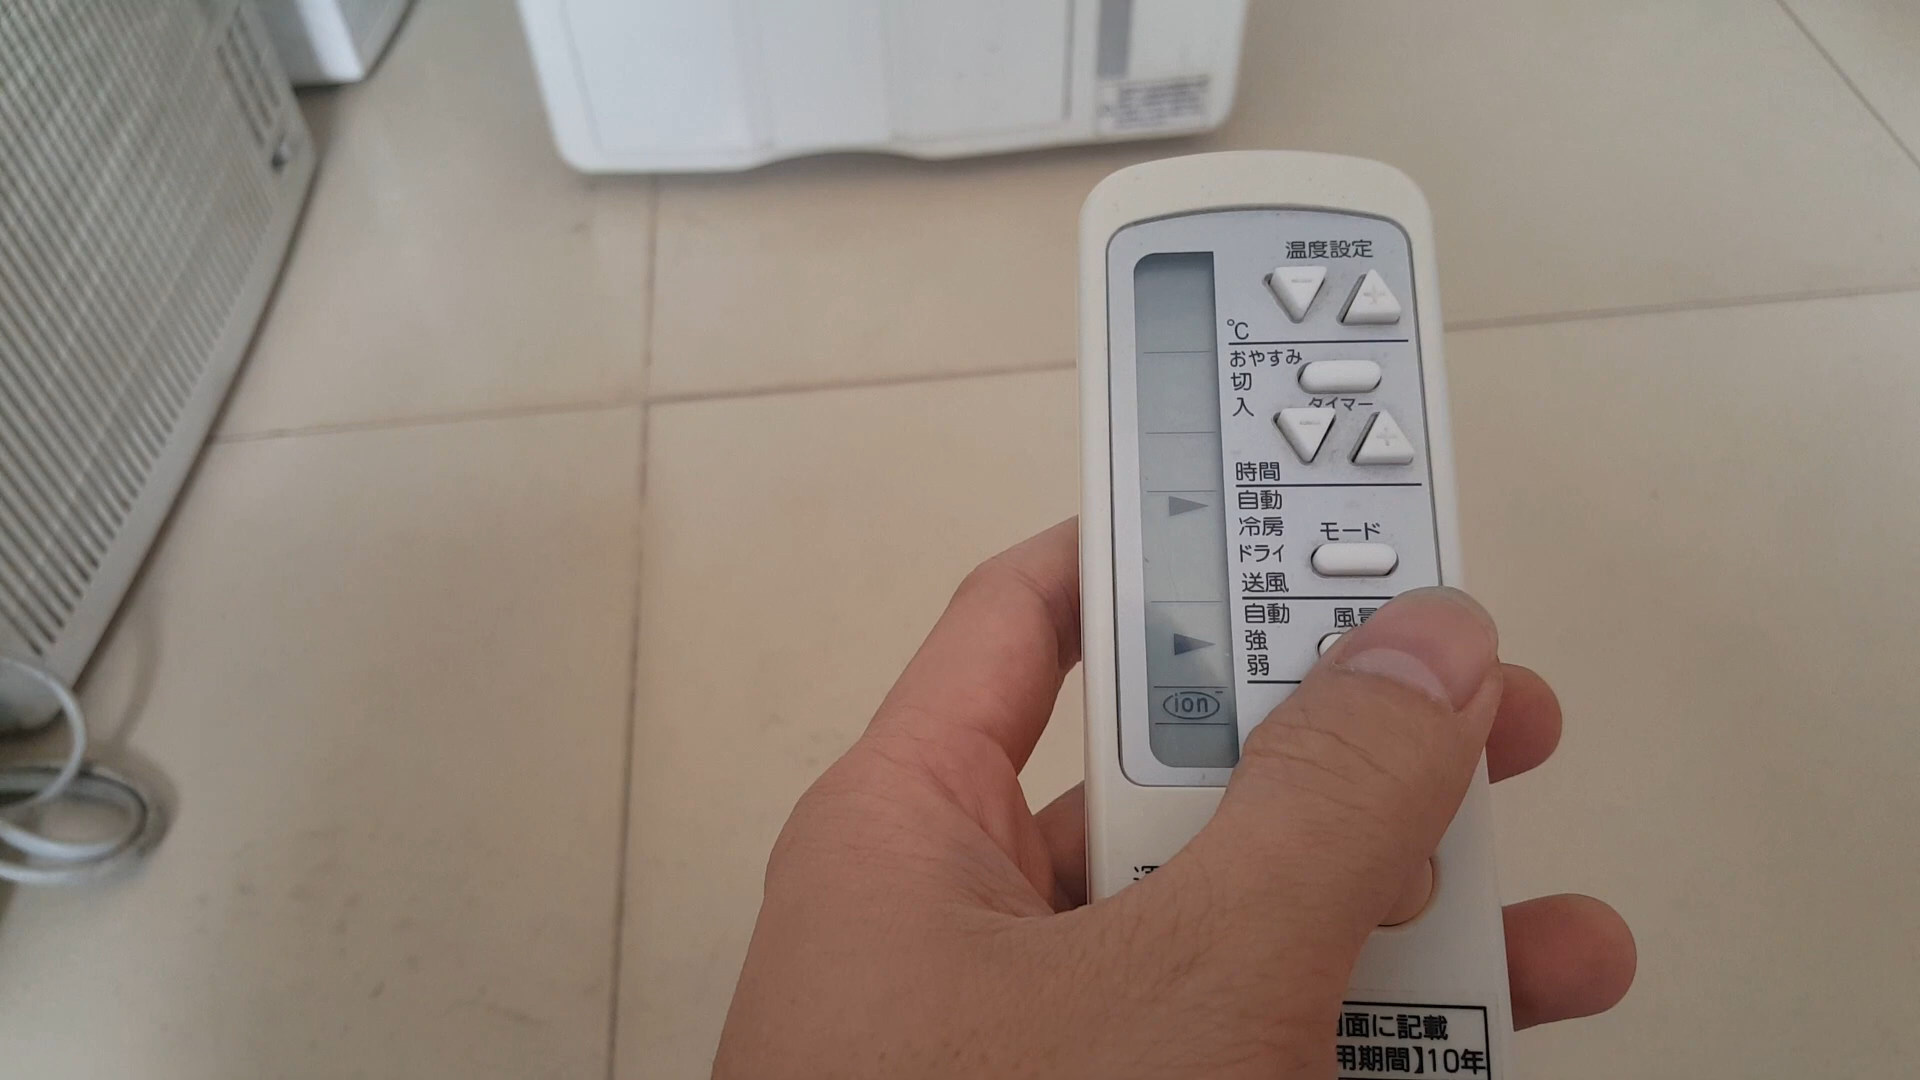 温度設定
℃
おやすみ
切
入
タイマー
時間
自動
冷房
モード
ドライ
送風
自動
風量
強
弱
ion
面に記載
用期間】10年